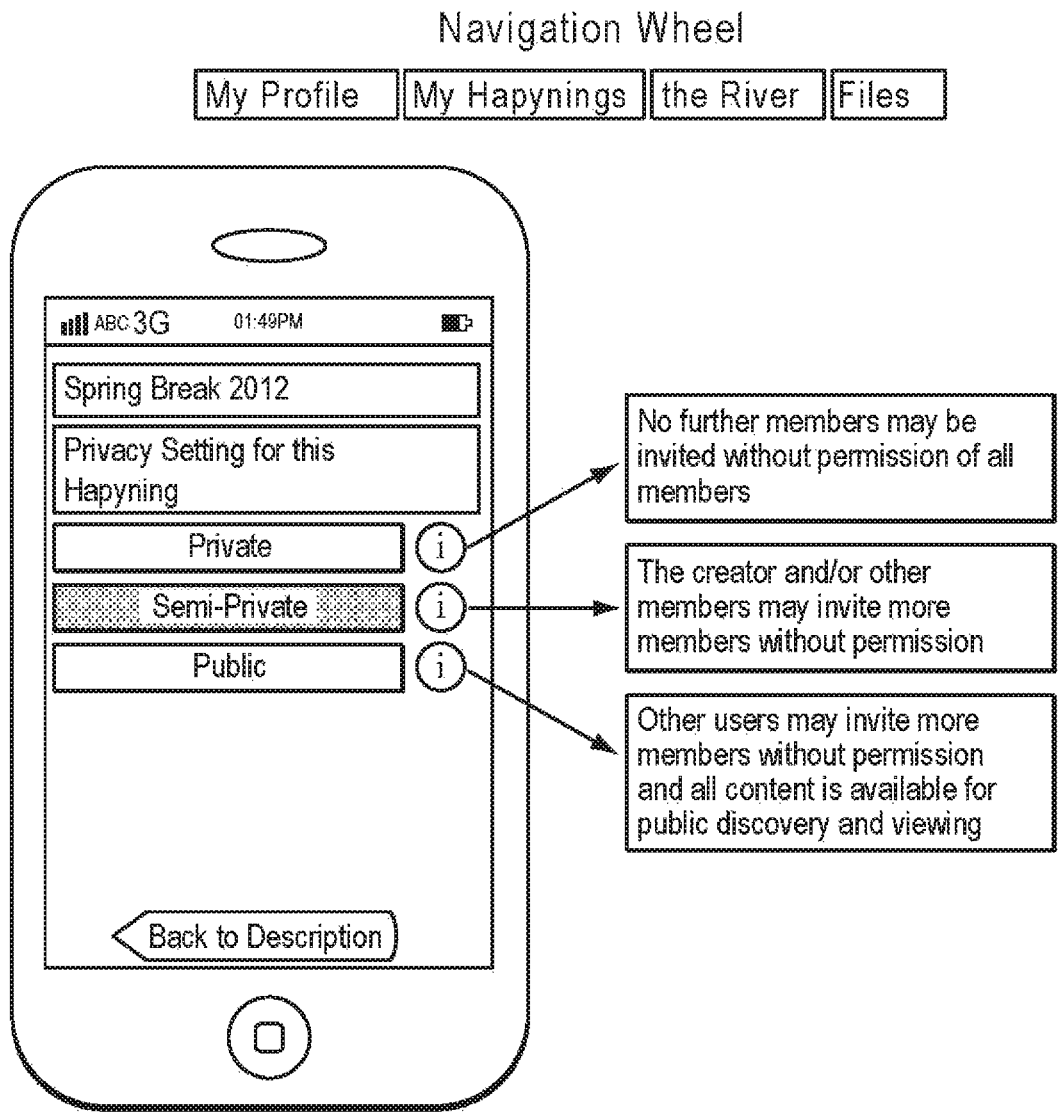 Navigation Wheel
My Profile My Hapynings the River Files
ABC 3G 01:49PM
Spring Break 2012
Privacy Setting for this
Hapyning
Private i
Semi-Private i
Public i
No further members may be
invited without permission of all
members
The creator and/or other
members may invite more
members without permission
Other users may invite more
members without permission
and all content is available for
public discovery and viewing
Back to Description